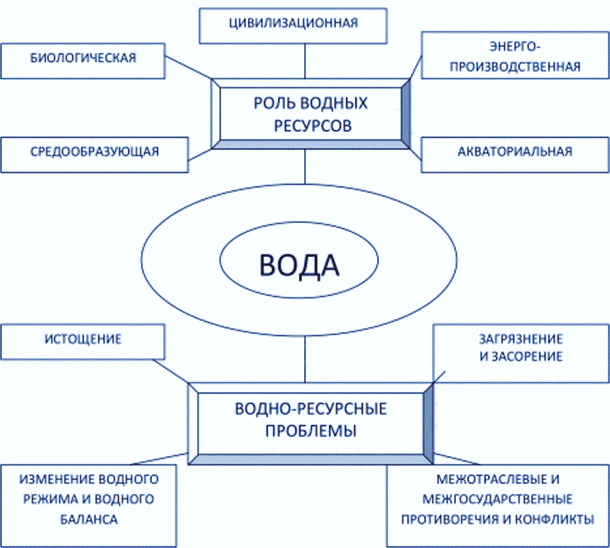 ЦИВИЛИЗАЦИОННАЯ
БИОЛОГИЧЕСКАЯ
ЭНЕРГО-
ПРОИЗВОДСТВЕННАЯ
РОЛЬ ВОДНЫХ
РЕСУРСОВ
СРЕДООБРАЗУЮЩАЯ
АКВАТОРИАЛЬНАЯ
ВОДА
ИСТОЩЕНИЕ
ЗАГРЯЗНЕНИЕ
И ЗАСОРЕНИЕ
ВОДНО-РЕСУРСНЫЕ
ПРОБЛЕМЫ
ИЗМЕНЕНИЕ ВОДНОГО
РЕЖИМА И ВОДНОГО
БАЛАНСА
МЕЖОТРАСЛЕВЫЕ И
МЕЖГОСУДАРСТВЕННЫЕ
ПРОТИВОРЕЧИЯ И КОНФЛИКТЫ